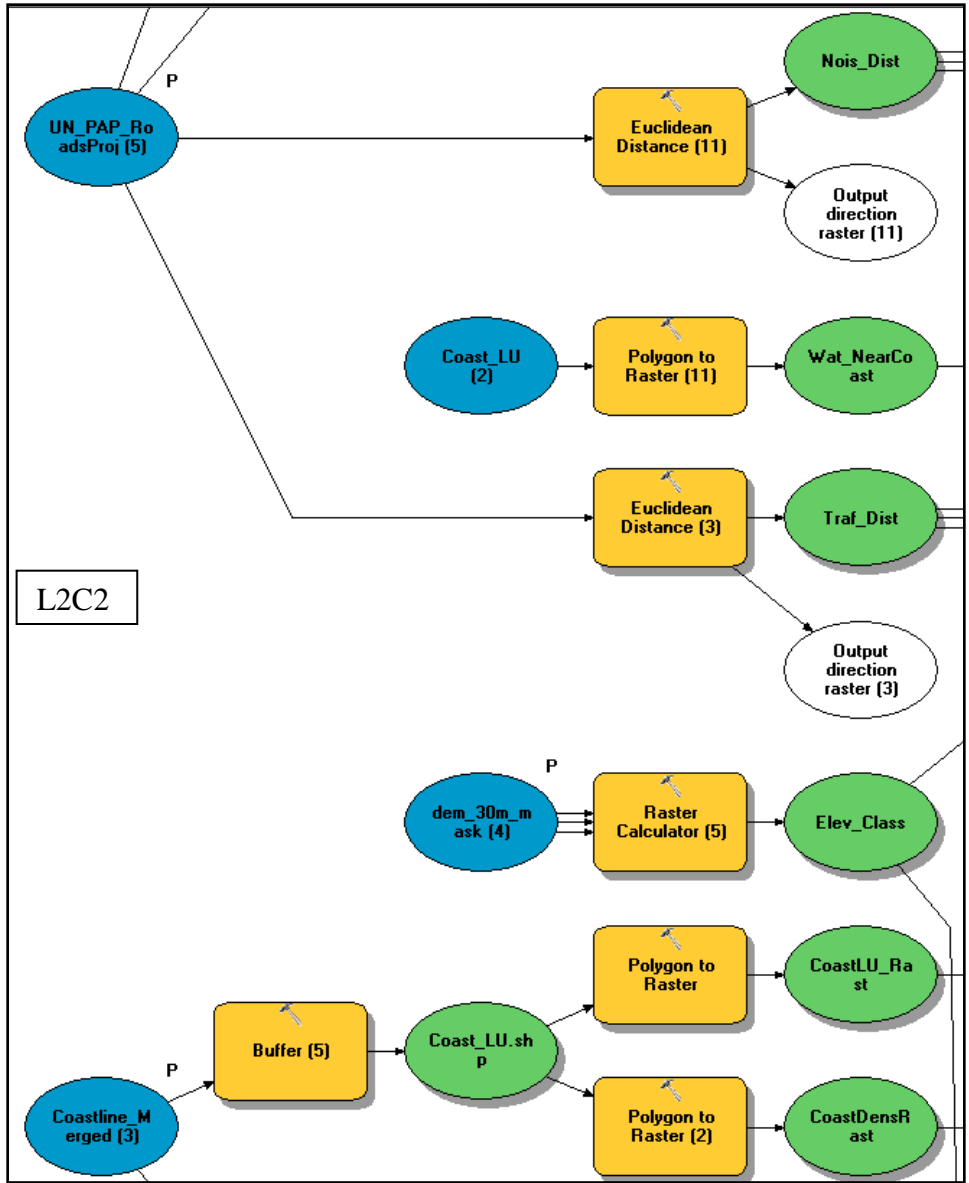 Nois_Dist
P
UN_PAP_Ro
adsProj (5)
Euclidean
Distance (11)
Output
direction
raster (11)
Coast_LU
(2)
Polygon to
Raster (11)
Wat_NearCo
ast
Euclidean
Distance (3)
Traf_Dist
L2C2
Output
direction
raster (3)
P
dem_30m_m
ask (4)
Raster
Calculator (5)
Elev_Class
Polygon to
Raster
CoastLU_Ra
st
Buffer (5)
Coast_LU.sh
p
P
Coastline_M
erged (3)
Polygon to
Raster (2)
CoastDensR
ast